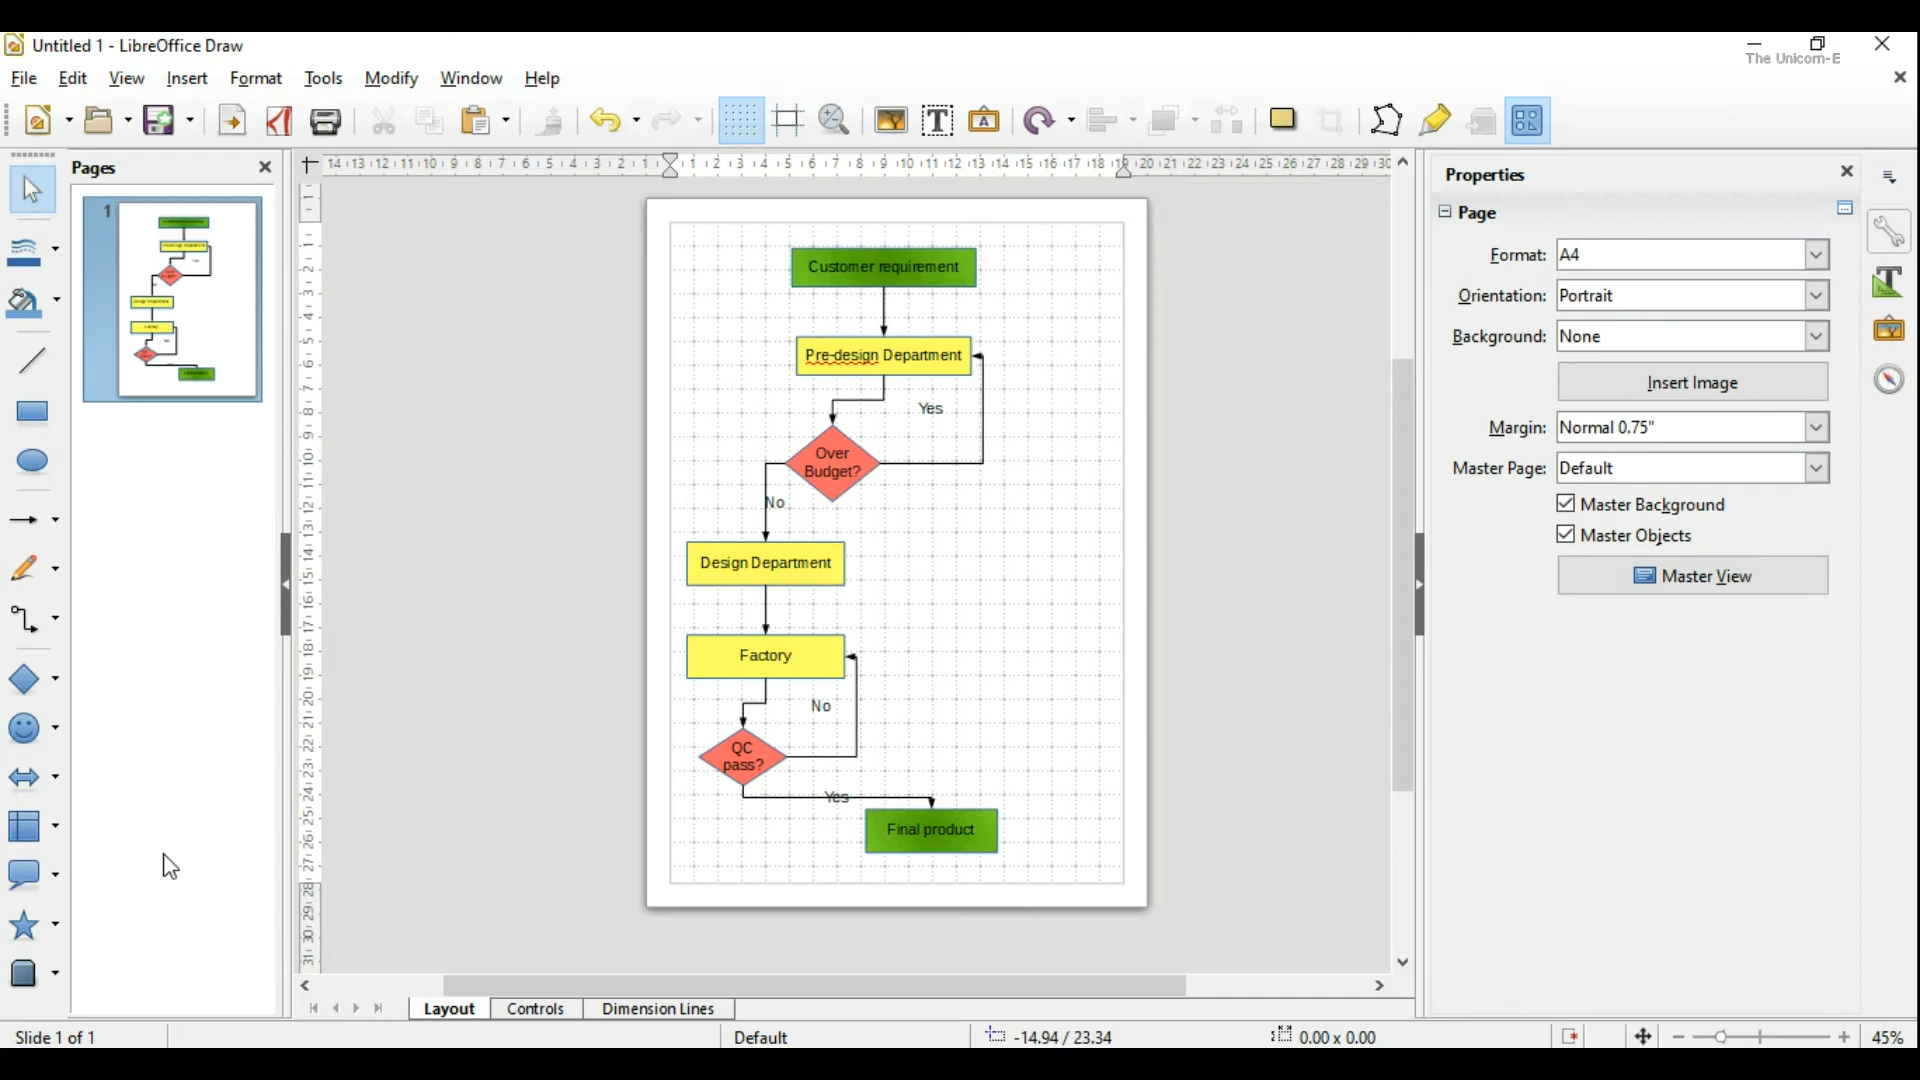 Untitled 1 - LibreOffice Draw
The Unicorn-E
File Edit View Insert Format Tools Modify Window Help
Pages
1
Customer requirement
Pre-design Department
Yes
Over
Budget?
No
Design Department
Factory
No
QC
pass?
Yes
Final product
Properties
Page
Format: A4
Orientation: Portrait
Background: None
Insert Image
Margin: Normal 0.75"
Master Page: Default
Master Background
Master Objects
Master View
Layout Controls Dimension Lines
Slide 1 of 1 Default -14.94 / 23.34 0.00 x 0.00 45%